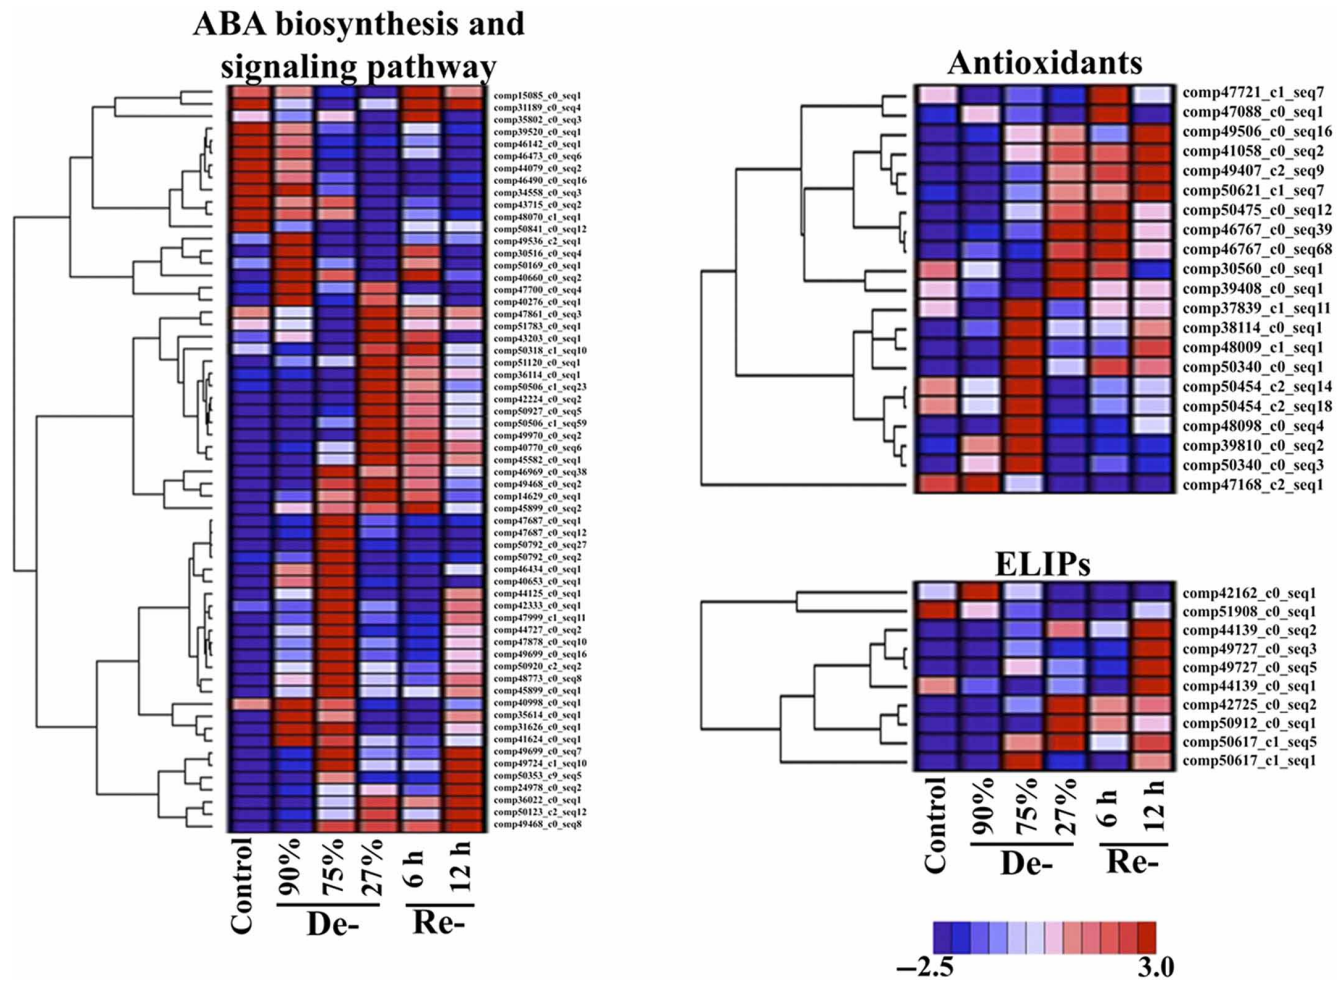 ABA biosynthesis and
signaling pathway
comp15085_c0_seq1
comp31189_c0_seq4
comp35802_c0_seq3
comp39520_c0_seq1
comp46142_c0_seq1
comp46473_c0_seq6
comp44079_c0_seq2
comp46490_c0_seq16
comp34558_c0_seq3
comp43715_c0_seq2
comp48070_c1_seq1
comp50841_c0_seq12
comp49536_c2_seq1
comp30516_c0_seq4
comp50169_c0_seq1
comp40660_c0_seq2
comp47700_c0_seq4
comp40276_c0_seq1
comp47861_c0_seq3
comp51783_c0_seq1
comp43203_c0_seq1
comp50318_c1_seq10
comp51120_c0_seq1
comp36114_c0_seq1
comp50506_c1_seq23
comp42224_c0_seq2
comp50927_c0_seq5
comp50506_c1_seq59
comp49970_c0_seq2
comp40770_c0_seq6
comp45582_c0_seq1
comp46969_c0_seq38
comp49468_c0_seq2
comp14629_c0_seq1
comp45899_c0_seq2
comp47687_c0_seq1
comp47687_c0_seq12
comp50792_c0_seq27
comp50792_c0_seq2
comp46434_c0_seq1
comp40653_c0_seq1
comp44125_c0_seq1
comp42333_c0_seq1
comp47999_c1_seq11
comp44727_c0_seq2
comp47878_c0_seq10
comp49699_c0_seq16
comp50920_c2_seq2
comp48773_c0_seq8
comp45899_c0_seq1
comp40998_c0_seq1
comp35614_c0_seq1
comp31626_c0_seq1
comp41624_c0_seq1
comp49699_c0_seq7
comp49724_c1_seq10
comp50353_c9_seq5
comp24978_c0_seq2
comp36022_c0_seq1
comp50123_c2_seq12
comp49468_c0_seq8
Control
90%
75%
27%
6 h
12 h
De-
Re-
Antioxidants
comp47721_c1_seq7
comp47088_c0_seq1
comp49506_c0_seq16
comp41058_c0_seq2
comp49407_c2_seq9
comp50621_c1_seq7
comp50475_c0_seq12
comp46767_c0_seq39
comp46767_c0_seq68
comp30560_c0_seq1
comp39408_c0_seq1
comp37839_c1_seq11
comp38114_c0_seq1
comp48009_c1_seq1
comp50340_c0_seq1
comp50454_c2_seq14
comp50454_c2_seq18
comp48098_c0_seq4
comp39810_c0_seq2
comp50340_c0_seq3
comp47168_c2_seq1
ELIPs
comp42162_c0_seq1
comp51908_c0_seq1
comp44139_c0_seq2
comp49727_c0_seq3
comp49727_c0_seq5
comp44139_c0_seq1
comp42725_c0_seq2
comp50912_c0_seq1
comp50617_c1_seq5
comp50617_c1_seq1
Control
90%
75%
27%
6 h
12 h
De-
Re-
−2.5
3.0